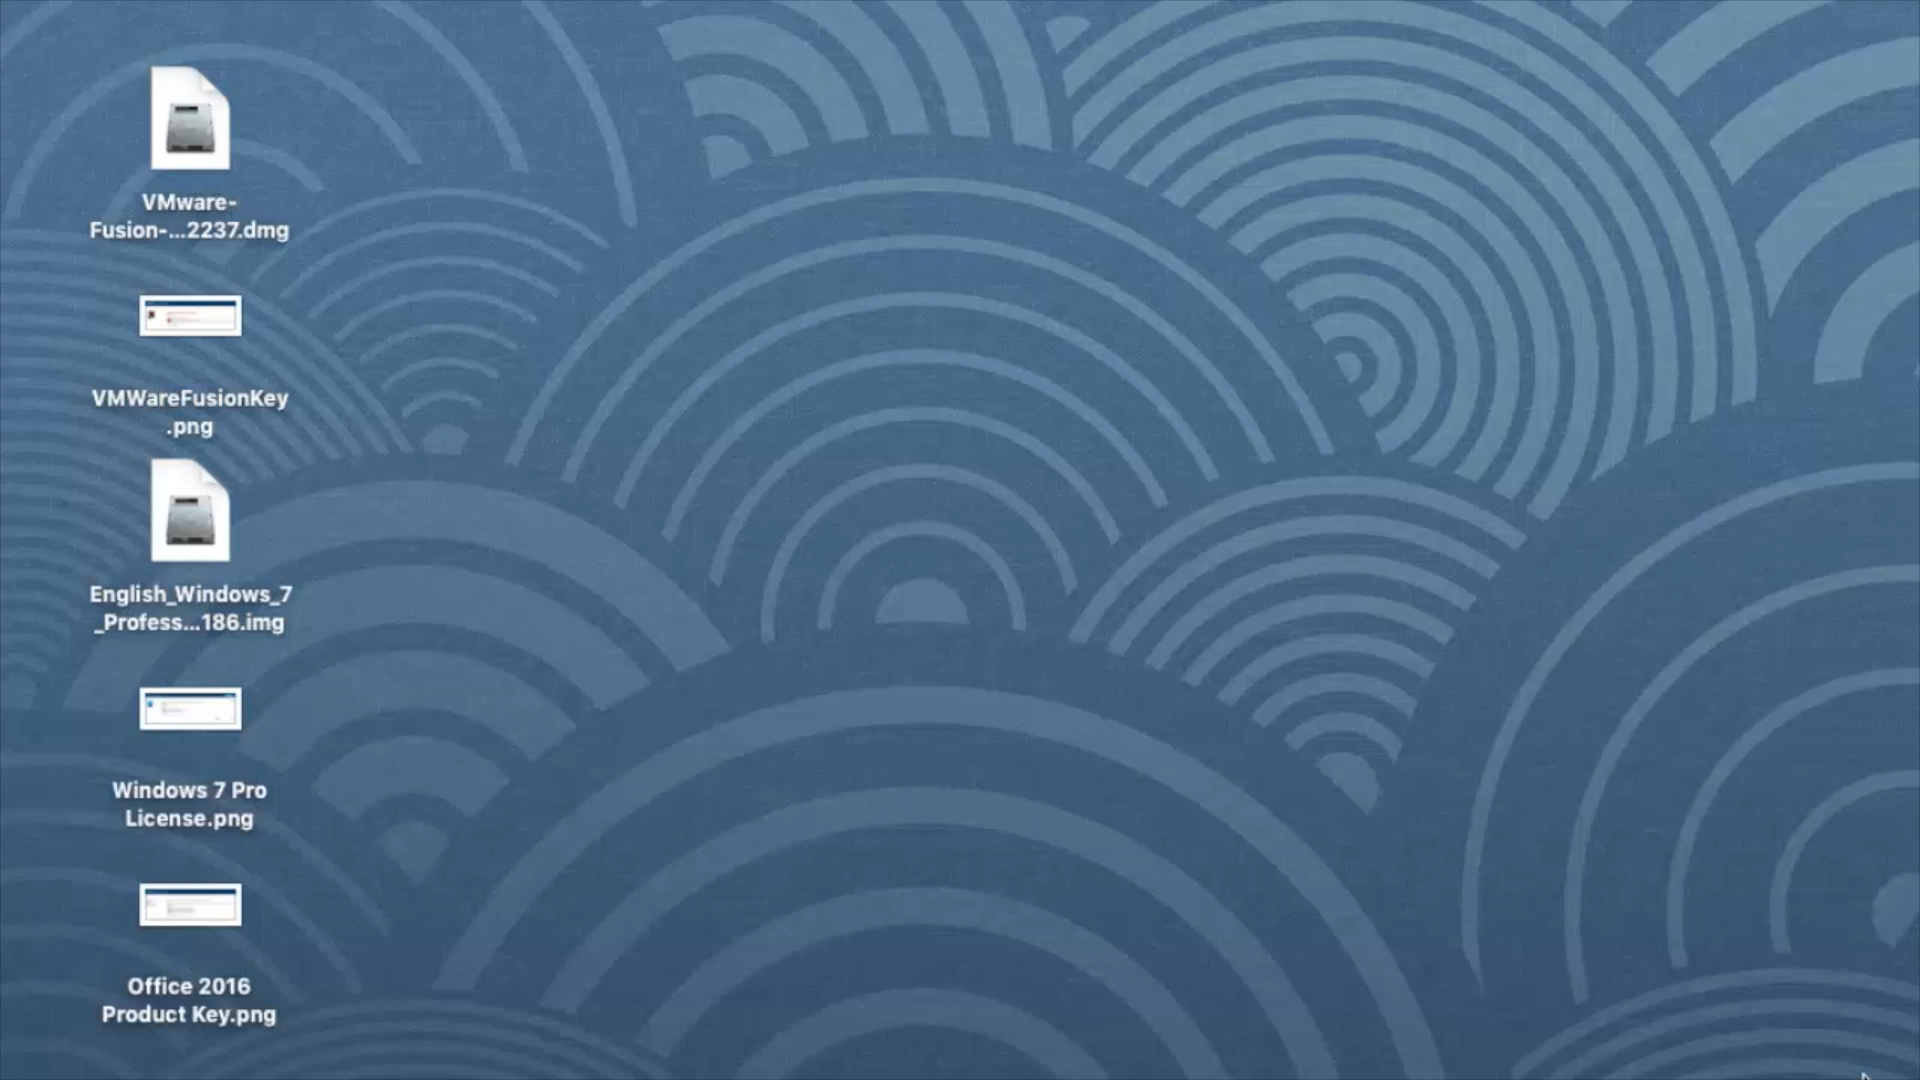 VMware-
Fusion-...2237.dmg
VMWareFusionKey
.png
English_Windows_7
_Profess...186.img
Windows 7 Pro
License.png
Office 2016
Product Key.png